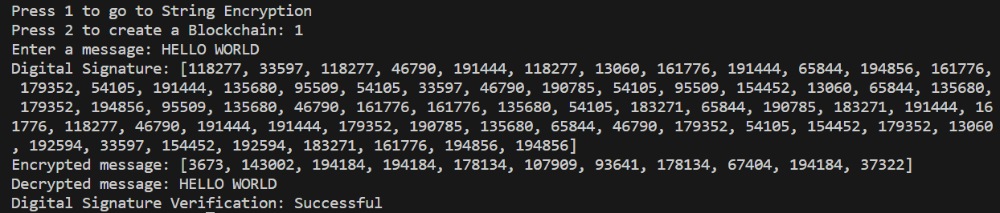 Press 1 to go to String Encryption
Press 2 to create a Blockchain: 1
Enter a message: HELLO WORLD
Digital Signature: [118277, 33597, 118277, 46790, 191444, 118277, 13060, 161776, 191444, 65844, 194856, 161776,
179352, 54105, 191444, 135680, 95509, 54105, 33597, 46790, 190785, 54105, 95509, 154452, 13060, 65844, 135680,
179352, 194856, 95509, 135680, 46790, 161776, 161776, 135680, 54105, 183271, 65844, 190785, 183271, 191444, 16
1776, 118277, 46790, 191444, 191444, 179352, 190785, 135680, 65844, 46790, 179352, 54105, 154452, 179352, 13060
, 192594, 33597, 154452, 192594, 183271, 161776, 194856, 194856]
Encrypted message: [3673, 143002, 194184, 194184, 178134, 107909, 93641, 178134, 67404, 194184, 37322]
Decrypted message: HELLO WORLD
Digital Signature Verification: Successful